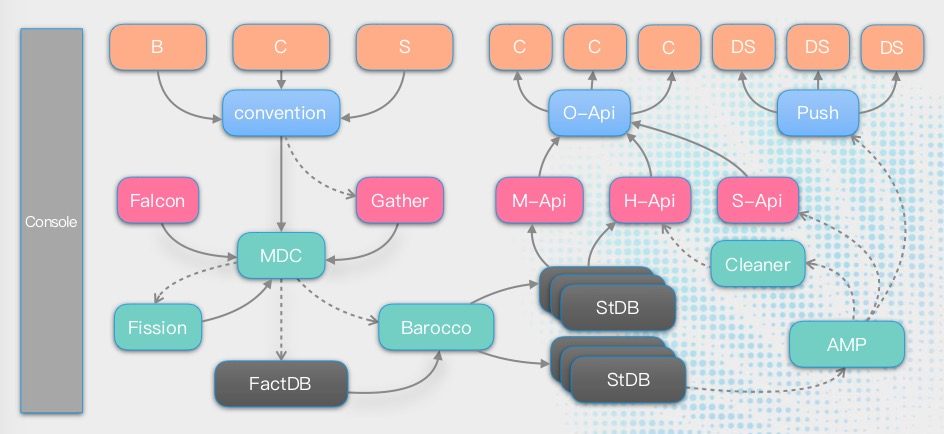 B
C
S
C
C
C
DS
DS
DS
convention
O-Api
Push
Falcon
Gather
M-Api
H-Api
S-Api
Console
MDC
Cleaner
Fission
Barocco
StDB
AMP
FactDB
StDB